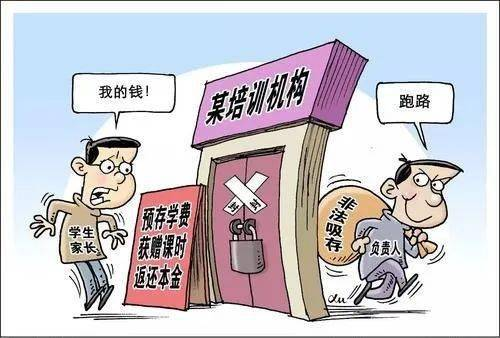 我的钱！
某培训机构
跑路
学生
家长
预存学费
获赠课时
返还本金
非法吸存
负责人